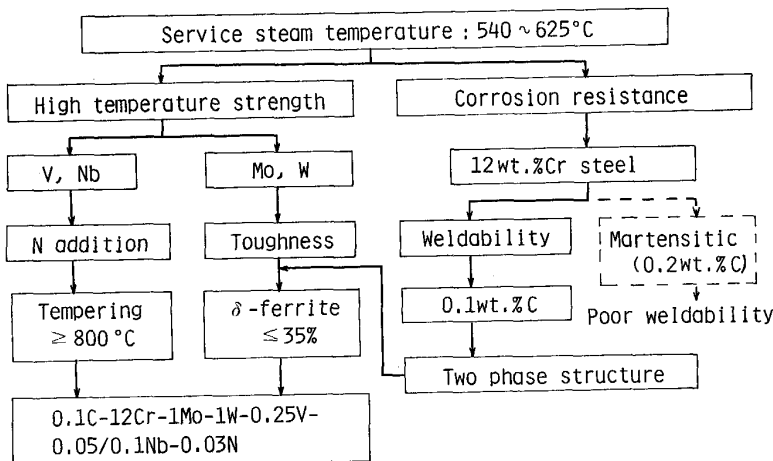 Service steam temperature : 540 ~ 625°C
High temperature strength
Corrosion resistance
V, Nb
Mo, W
12wt.%Cr steel
N addition
Toughness
Weldability
Martensitic
(0.2wt.%C)
Tempering
≥ 800°C
δ-ferrite
≤ 35%
0.1wt.%C
Poor weldability
Two phase structure
0.1C-12Cr-1Mo-1W-0.25V-
0.05/0.1Nb-0.03N